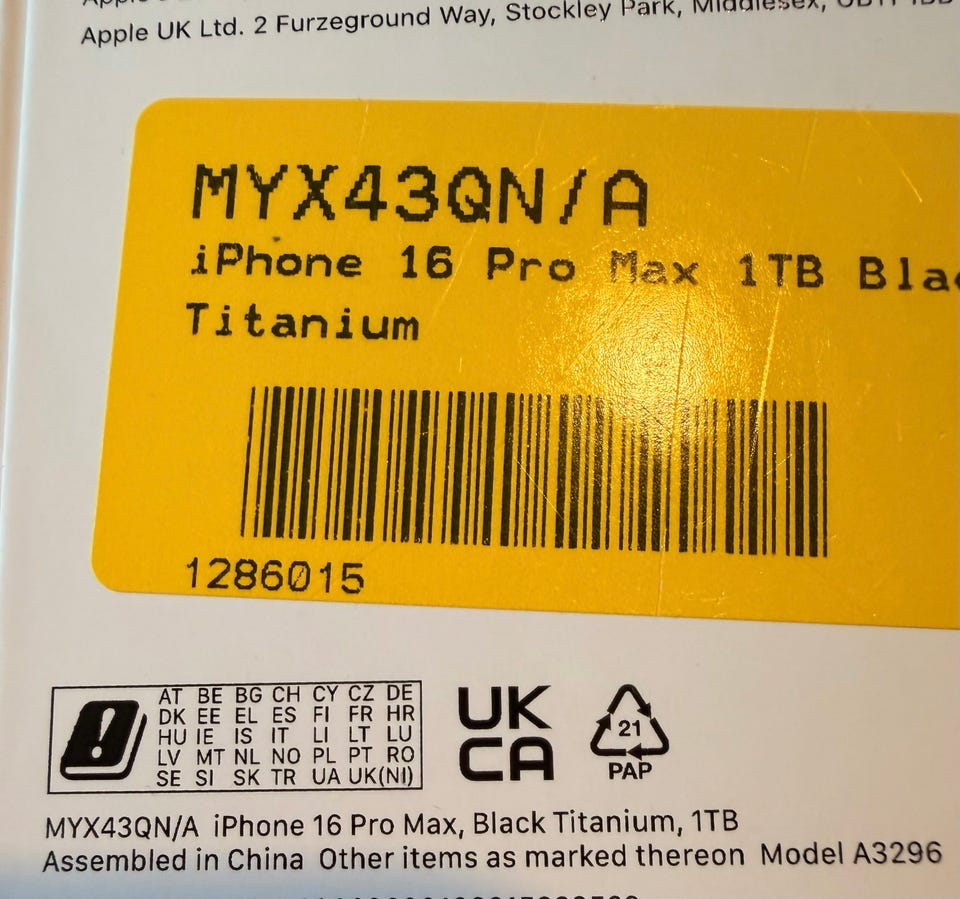 Apple UK Ltd. 2 Furzeground Way, Stockley Park, Middlesex,
MYX43QN/A
iPhone 16 Pro Max 1TB Blac
Titanium
1286015
AT BE BG CH CY CZ DE
DK EE EL ES FI FR HR
HU IE IS IT LI LT LU
LV MT NL NO PL PT RO
SE SI SK TR UA UK(NI)
UK
CA
21
PAP
MYX43QN/A iPhone 16 Pro Max, Black Titanium, 1TB
Assembled in China Other items as marked thereon Model A3296